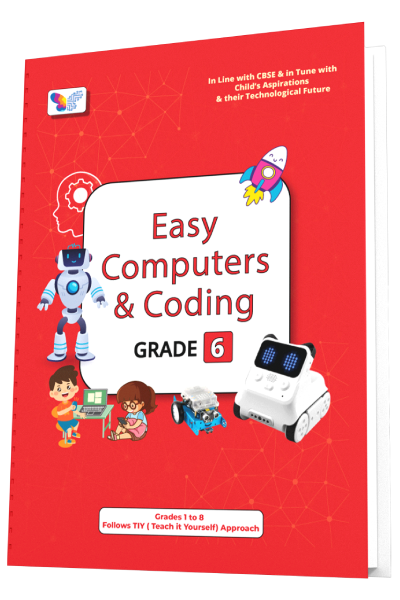 In Line with CBSE & in Tune with
Child's Aspirations
& their Technological Future
Easy
Computers
& Coding
GRADE 6
Grades 1 to 8
Follows TIY ( Teach it Yourself) Approach